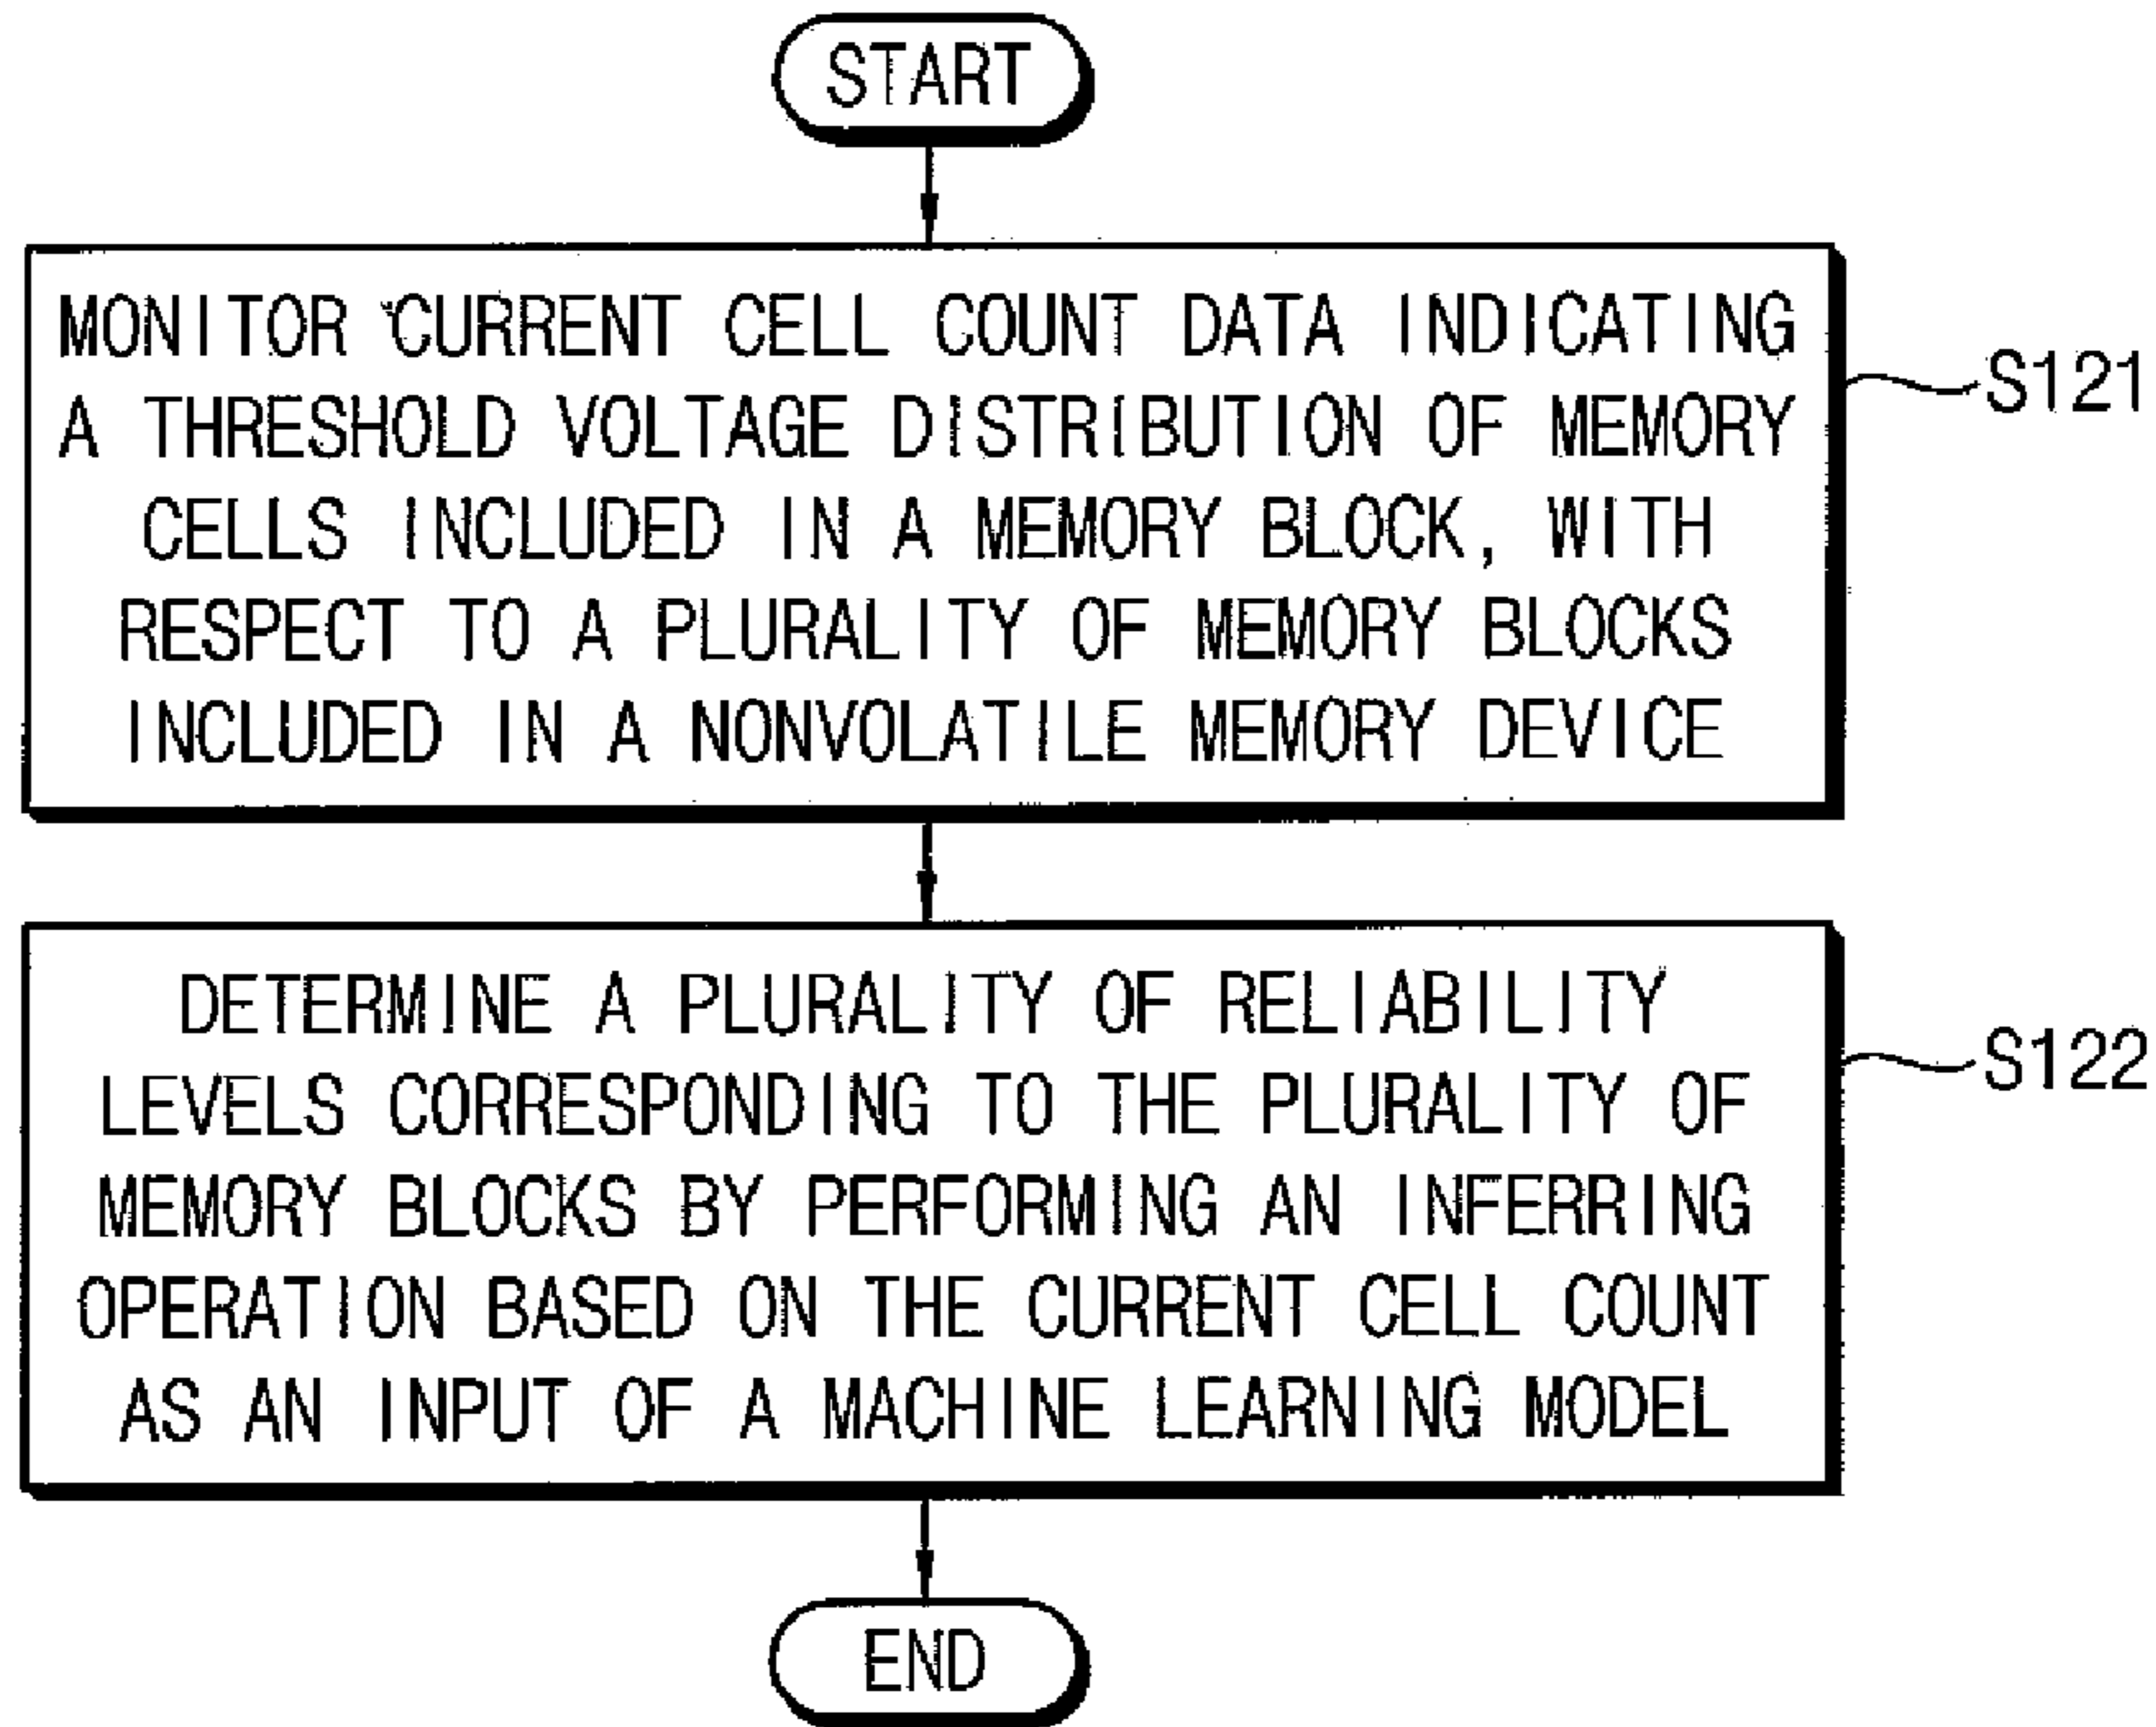 START
MONITOR CURRENT CELL COUNT DATA INDICATING
A THRESHOLD VOLTAGE DISTRIBUTION OF MEMORY
CELLS INCLUDED IN A MEMORY BLOCK, WITH
RESPECT TO A PLURALITY OF MEMORY BLOCKS
INCLUDED IN A NONVOLATILE MEMORY DEVICE
S121
DETERMINE A PLURALITY OF RELIABILITY
LEVELS CORRESPONDING TO THE PLURALITY OF
MEMORY BLOCKS BY PERFORMING AN INFERRING
OPERATION BASED ON THE CURRENT CELL COUNT
AS AN INPUT OF A MACHINE LEARNING MODEL
S122
END